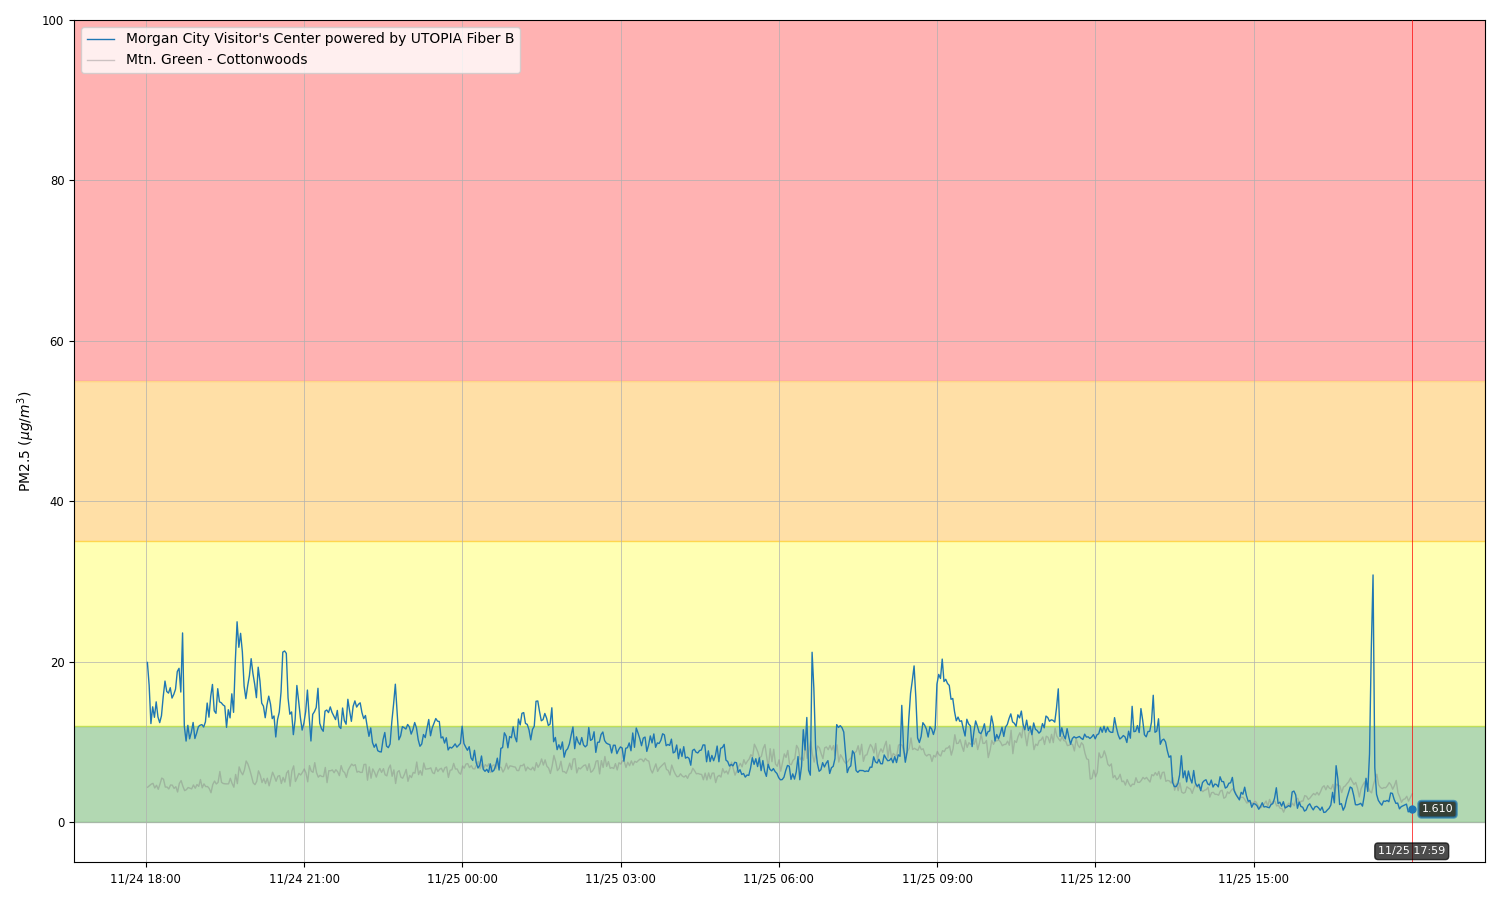 Morgan City Visitor's Center powered by UTOPIA Fiber B
Mtn. Green - Cottonwoods
100
80
60
40
20
0
PM2.5 (μg/m³)
1.610
11/25 17:59
11/24 18:00 11/24 21:00 11/25 00:00 11/25 03:00 11/25 06:00 11/25 09:00 11/25 12:00 11/25 15:00